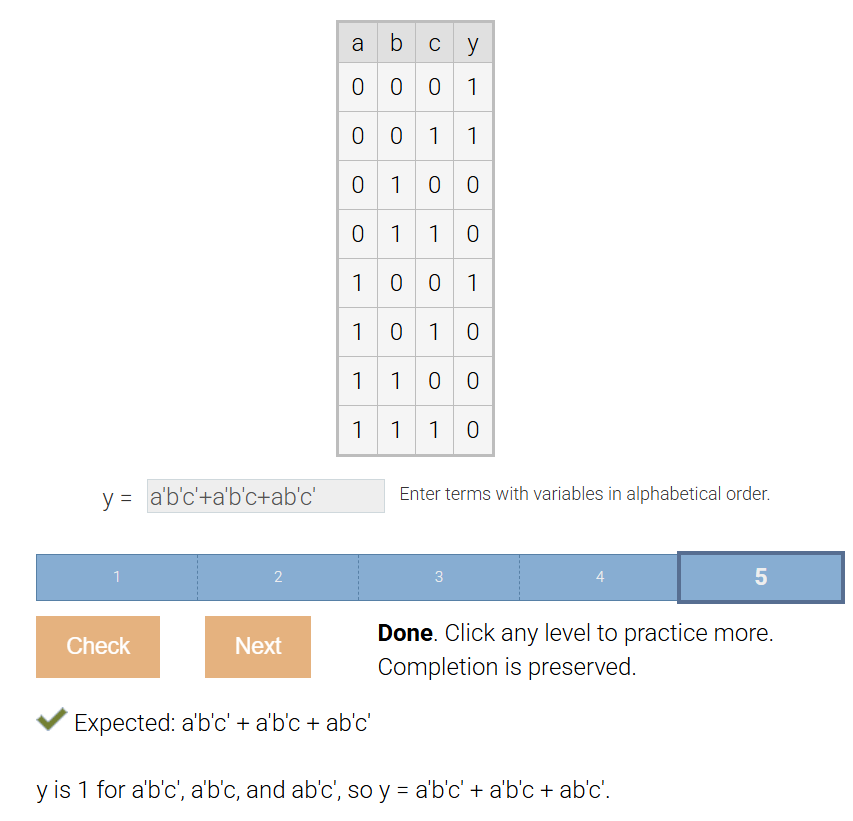 a b c y
0 0 0 1
0 0 1 1
0 1 0 0
0 1 1 0
1 0 0 1
1 0 1 0
1 1 0 0
1 1 1 0
y = a'b'c'+a'b'c+ab'c' Enter terms with variables in alphabetical order.
1 2 3 4 5
Check Next Done. Click any level to practice more.
Completion is preserved.
Expected: a'b'c' + a'b'c + ab'c'
y is 1 for a'b'c', a'b'c, and ab'c', so y = a'b'c' + a'b'c + ab'c'.